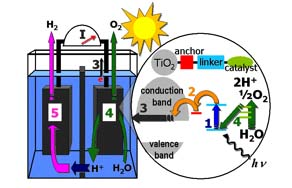 H₂
O₂
I
anchor
TiO₂
linker
catalyst
3
e
conduction
band
2H⁺
½O₂
2
3
5
4
1
4
H₂O
valence
band
H⁺
H₂O
hν